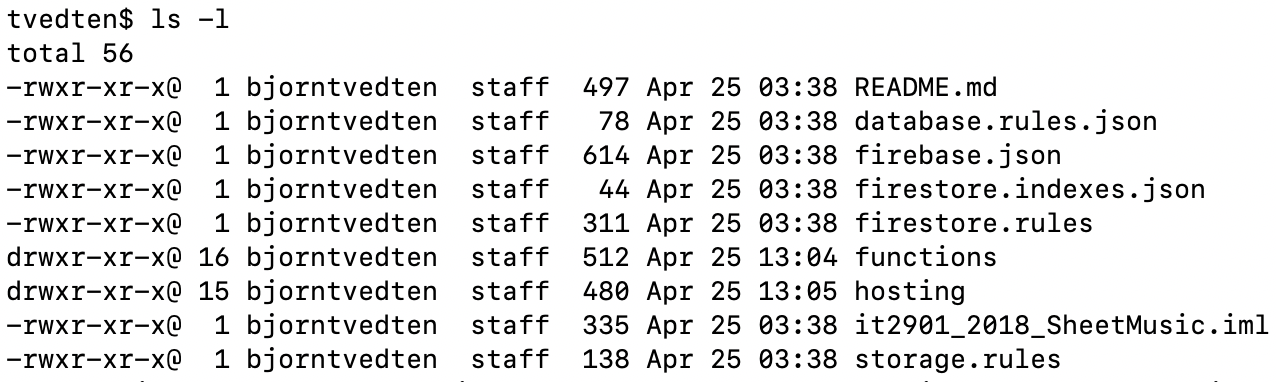 tvedten$ ls -l
total 56
-rwxr-xr-x@  1 bjorntvedten  staff  497 Apr 25 03:38 README.md
-rwxr-xr-x@  1 bjorntvedten  staff   78 Apr 25 03:38 database.rules.json
-rwxr-xr-x@  1 bjorntvedten  staff  614 Apr 25 03:38 firebase.json
-rwxr-xr-x@  1 bjorntvedten  staff   44 Apr 25 03:38 firestore.indexes.json
-rwxr-xr-x@  1 bjorntvedten  staff  311 Apr 25 03:38 firestore.rules
drwxr-xr-x@ 16 bjorntvedten  staff  512 Apr 25 13:04 functions
drwxr-xr-x@ 15 bjorntvedten  staff  480 Apr 25 13:05 hosting
-rwxr-xr-x@  1 bjorntvedten  staff  335 Apr 25 03:38 it2901_2018_SheetMusic.iml
-rwxr-xr-x@  1 bjorntvedten  staff  138 Apr 25 03:38 storage.rules